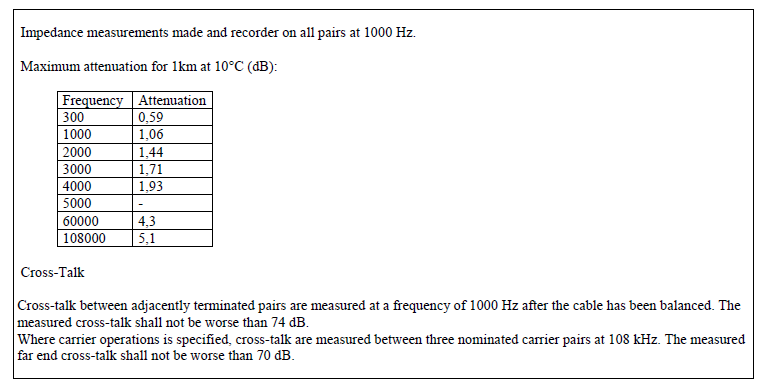 Impedance measurements made and recorder on all pairs at 1000 Hz.
Maximum attenuation for 1km at 10°C (dB):
Frequency Attenuation
300 0,59
1000 1,06
2000 1,44
3000 1,71
4000 1,93
5000 -
60000 4,3
108000 5,1
Cross-Talk
Cross-talk between adjacently terminated pairs are measured at a frequency of 1000 Hz after the cable has been balanced. The
measured cross-talk shall not be worse than 74 dB.
Where carrier operations is specified, cross-talk are measured between three nominated carrier pairs at 108 kHz. The measured
far end cross-talk shall not be worse than 70 dB.